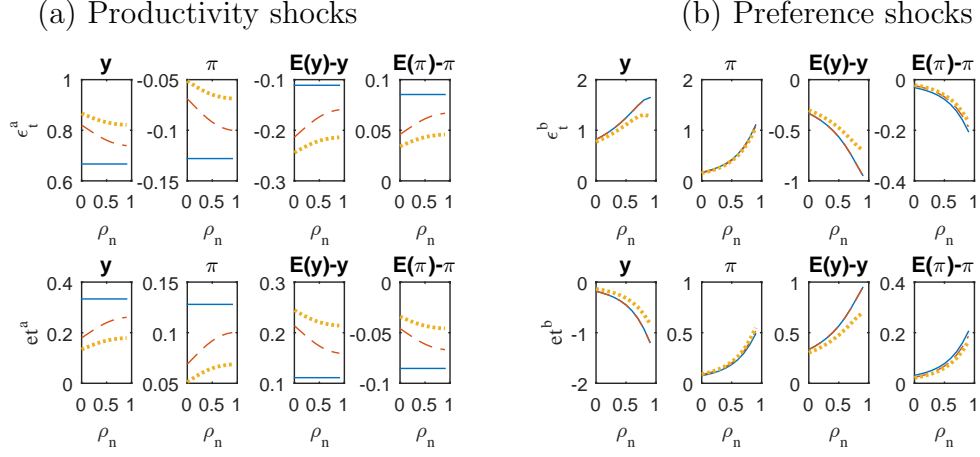 (a) Productivity shocks
(b) Preference shocks
y π E(y)-y E(π)-π
ϵ_t^a
1 0.8 0.6
-0.05 -0.1 -0.15
-0.1 -0.2 -0.3
0.1 0.05 0
0 0.5 1 0 0.5 1 0 0.5 1 0 0.5 1
ρ_n ρ_n ρ_n ρ_n
y π E(y)-y E(π)-π
et^a
0.4 0.2 0
0.15 0.1 0.05
0.3 0.2 0.1
0 -0.05 -0.1
0 0.5 1 0 0.5 1 0 0.5 1 0 0.5 1
ρ_n ρ_n ρ_n ρ_n
y π E(y)-y E(π)-π
ϵ_t^b
2 1 0
2 1 0
0 -0.5 -1
0 -0.2 -0.4
0 0.5 1 0 0.5 1 0 0.5 1 0 0.5 1
ρ_n ρ_n ρ_n ρ_n
y π E(y)-y E(π)-π
et^b
0 -1 -2
1 0.5 0
1 0.5 0
0.4 0.2 0
0 0.5 1 0 0.5 1 0 0.5 1 0 0.5 1
ρ_n ρ_n ρ_n ρ_n